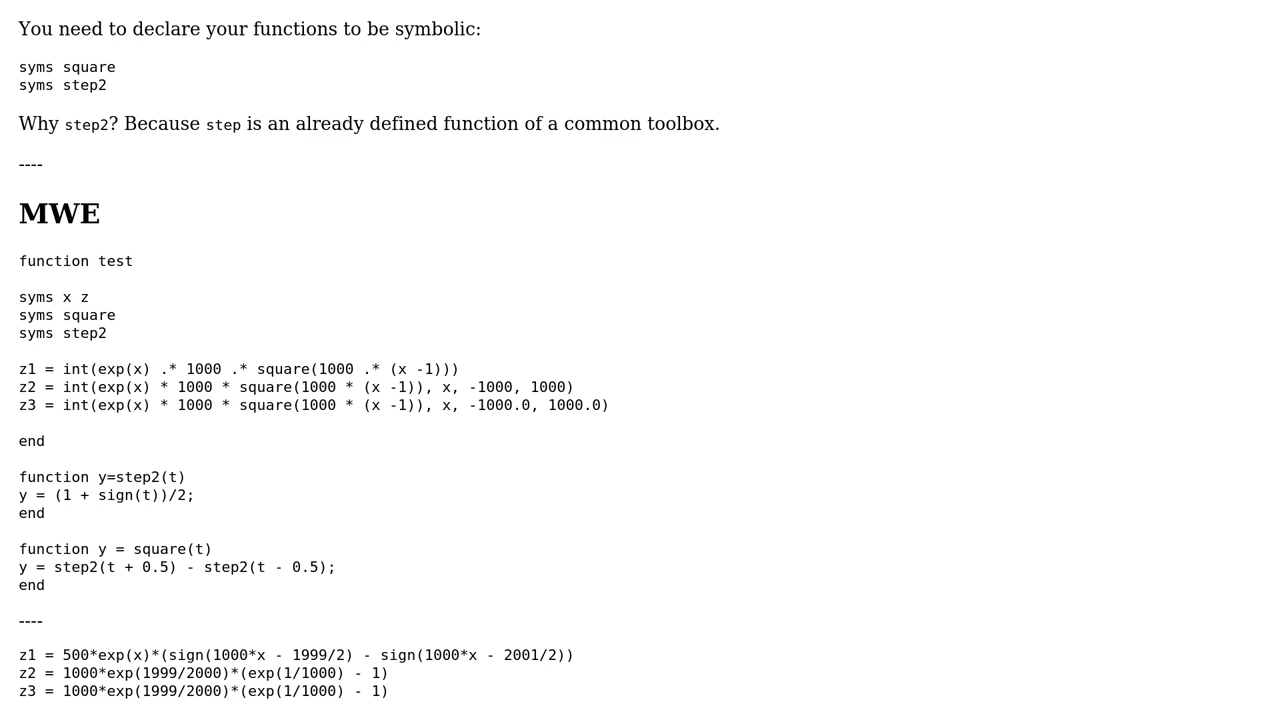 You need to declare your functions to be symbolic:
syms square
syms step2
Why step2? Because step is an already defined function of a common toolbox.
----
MWE
function test
syms x z
syms square
syms step2
z1 = int(exp(x) .* 1000 .* square(1000 .* (x -1)))
z2 = int(exp(x) * 1000 * square(1000 * (x -1)), x, -1000, 1000)
z3 = int(exp(x) * 1000 * square(1000 * (x -1)), x, -1000.0, 1000.0)
end
function y=step2(t)
y = (1 + sign(t))/2;
end
function y = square(t)
y = step2(t + 0.5) - step2(t - 0.5);
end
----
z1 = 500*exp(x)*(sign(1000*x - 1999/2) - sign(1000*x - 2001/2))
z2 = 1000*exp(1999/2000)*(exp(1/1000) - 1)
z3 = 1000*exp(1999/2000)*(exp(1/1000) - 1)